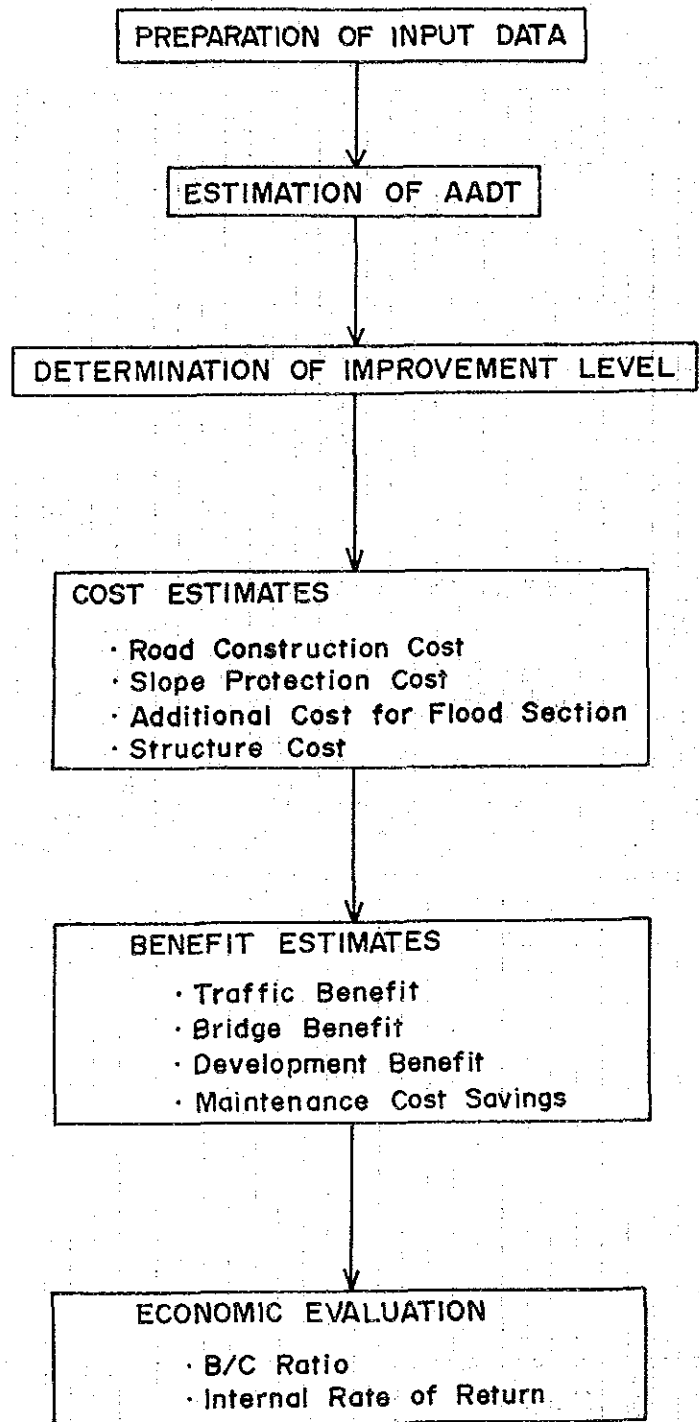 PREPARATION OF INPUT DATA
ESTIMATION OF AADT
DETERMINATION OF IMPROVEMENT LEVEL
COST ESTIMATES
· Road Construction Cost
· Slope Protection Cost
· Additional Cost for Flood Section
· Structure Cost
BENEFIT ESTIMATES
· Traffic Benefit
· Bridge Benefit
· Development Benefit
· Maintenance Cost Savings
ECONOMIC EVALUATION
· B/C Ratio
· Internal Rate of Return